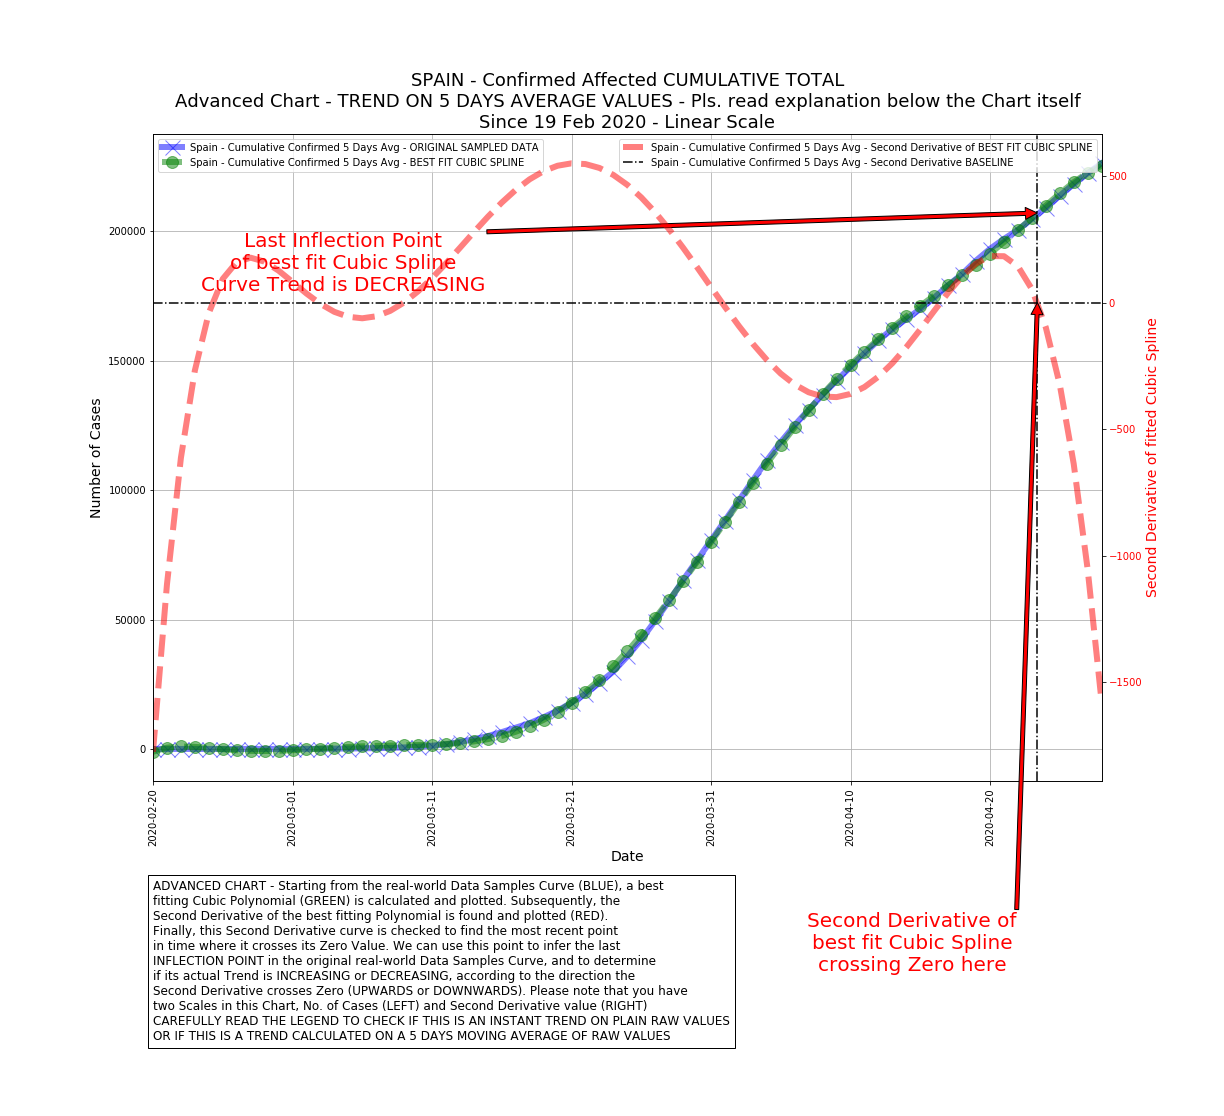 SPAIN - Confirmed Affected CUMULATIVE TOTAL
Advanced Chart - TREND ON 5 DAYS AVERAGE VALUES - Pls. read explanation below the Chart itself
Since 19 Feb 2020 - Linear Scale
Spain - Cumulative Confirmed 5 Days Avg - ORIGINAL SAMPLED DATA
Spain - Cumulative Confirmed 5 Days Avg - BEST FIT CUBIC SPLINE
Spain - Cumulative Confirmed 5 Days Avg - Second Derivative of BEST FIT CUBIC SPLINE
Spain - Cumulative Confirmed 5 Days Avg - Second Derivative BASELINE
Last Inflection Point
of best fit Cubic Spline
Curve Trend is DECREASING
Number of Cases
200000
150000
100000
50000
0
500
0
−500
−1000
−1500
Second Derivative of fitted Cubic Spline
2020-02-20
2020-03-01
2020-03-11
2020-03-21
2020-03-31
2020-04-10
2020-04-20
Date
ADVANCED CHART - Starting from the real-world Data Samples Curve (BLUE), a best
fitting Cubic Polynomial (GREEN) is calculated and plotted. Subsequently, the
Second Derivative of the best fitting Polynomial is found and plotted (RED).
Finally, this Second Derivative curve is checked to find the most recent point
in time where it crosses its Zero Value. We can use this point to infer the last
INFLECTION POINT in the original real-world Data Samples Curve, and to determine
if its actual Trend is INCREASING or DECREASING, according to the direction the
Second Derivative crosses Zero (UPWARDS or DOWNWARDS). Please note that you have
two Scales in this Chart, No. of Cases (LEFT) and Second Derivative value (RIGHT)
CAREFULLY READ THE LEGEND TO CHECK IF THIS IS AN INSTANT TREND ON PLAIN RAW VALUES
OR IF THIS IS A TREND CALCULATED ON A 5 DAYS MOVING AVERAGE OF RAW VALUES
Second Derivative of
best fit Cubic Spline
crossing Zero here